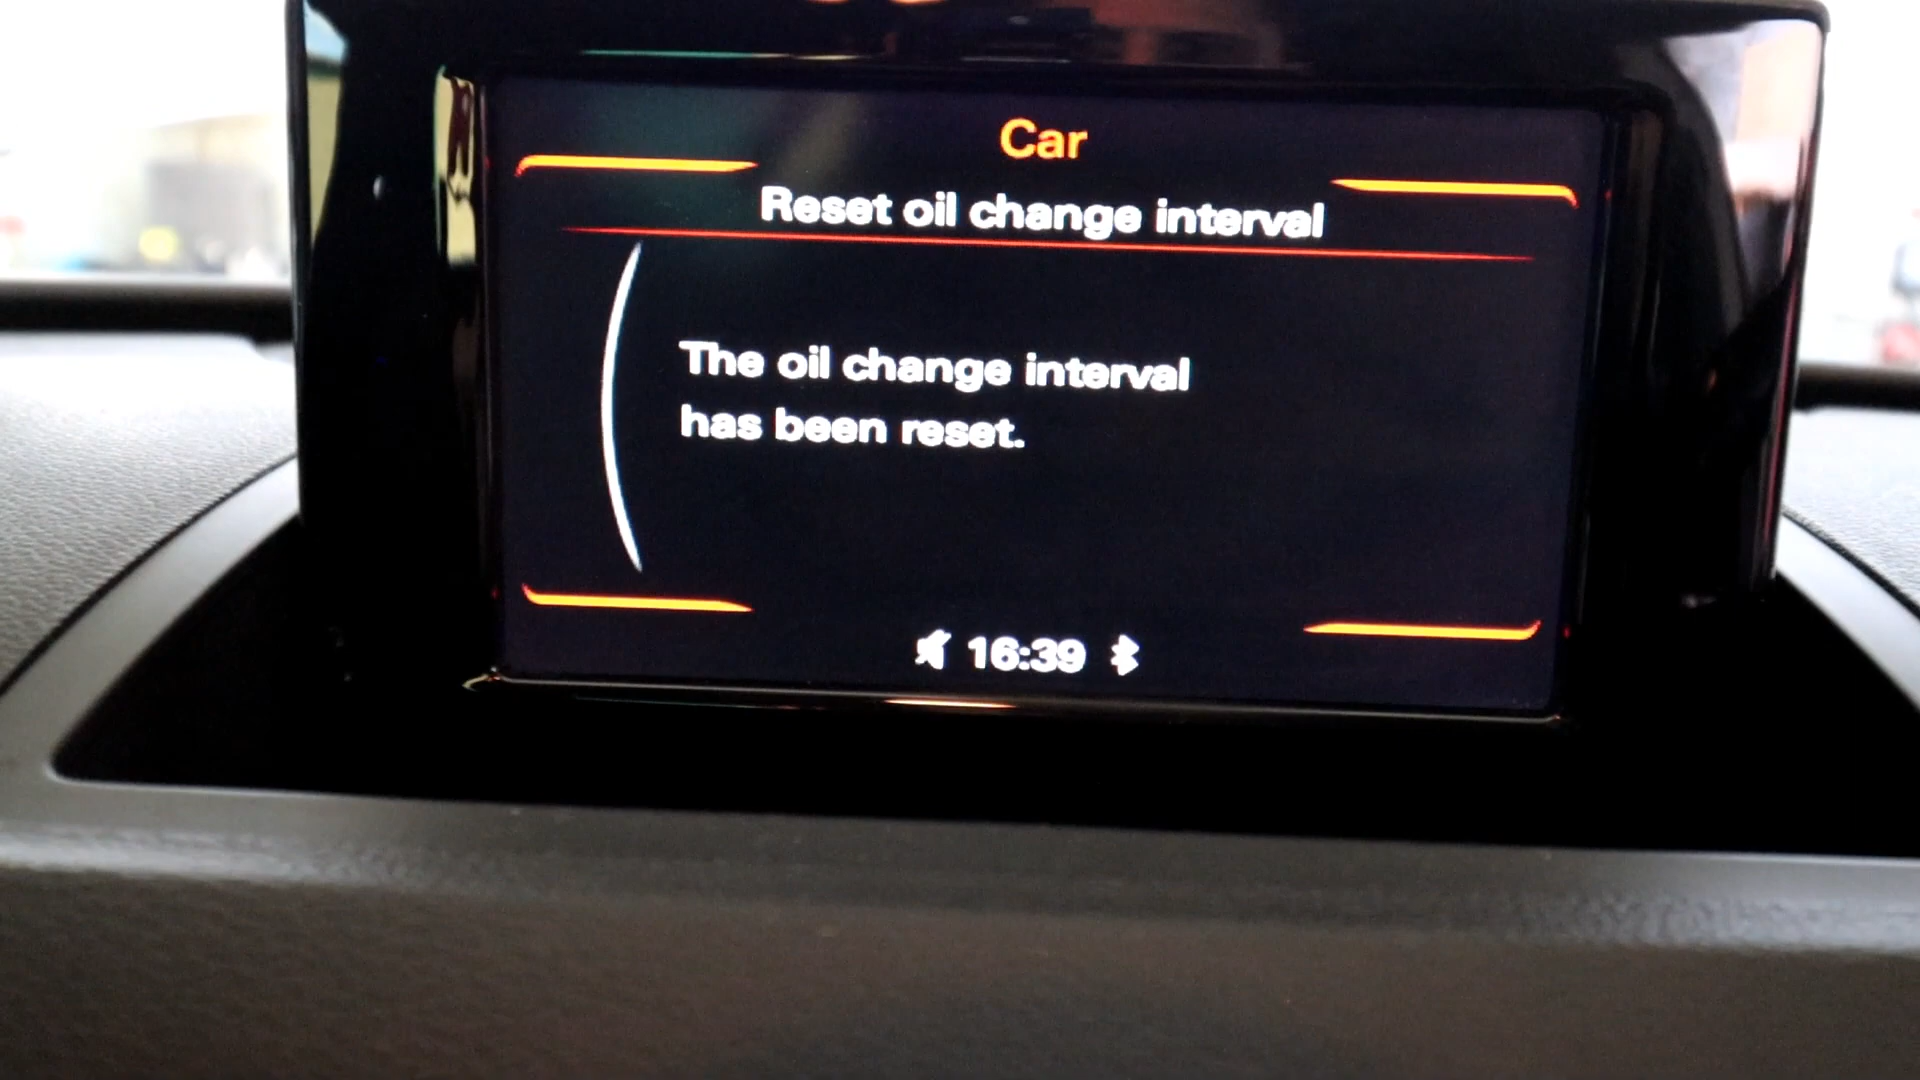 Car
Reset oil change interval
The oil change interval
has been reset.
16:39